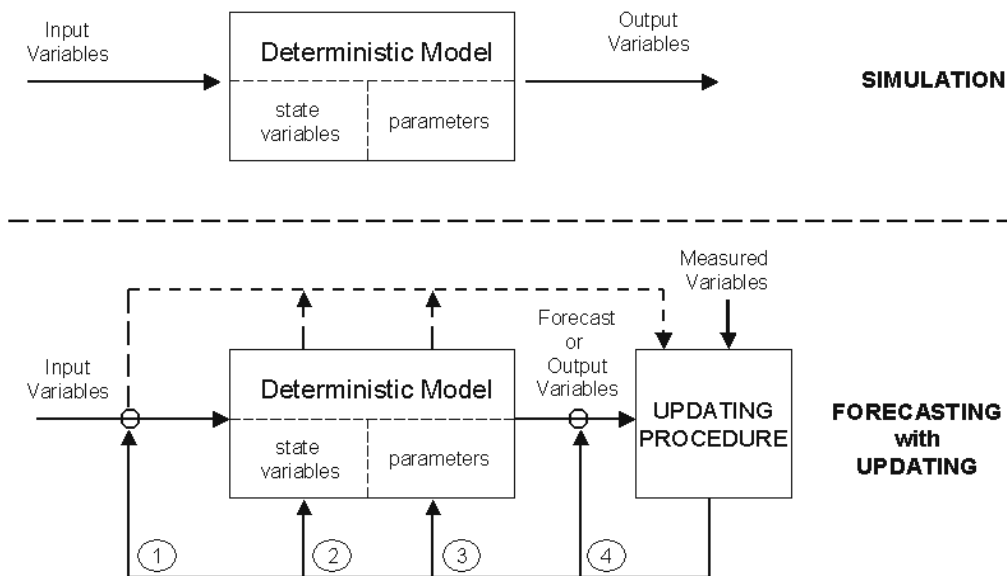 Input
Variables
Deterministic Model
state
variables
parameters
Output
Variables
SIMULATION
Measured
Variables
Input
Variables
Deterministic Model
state
variables
parameters
Forecast
or
Output
Variables
UPDATING
PROCEDURE
FORECASTING
with
UPDATING
1
2
3
4